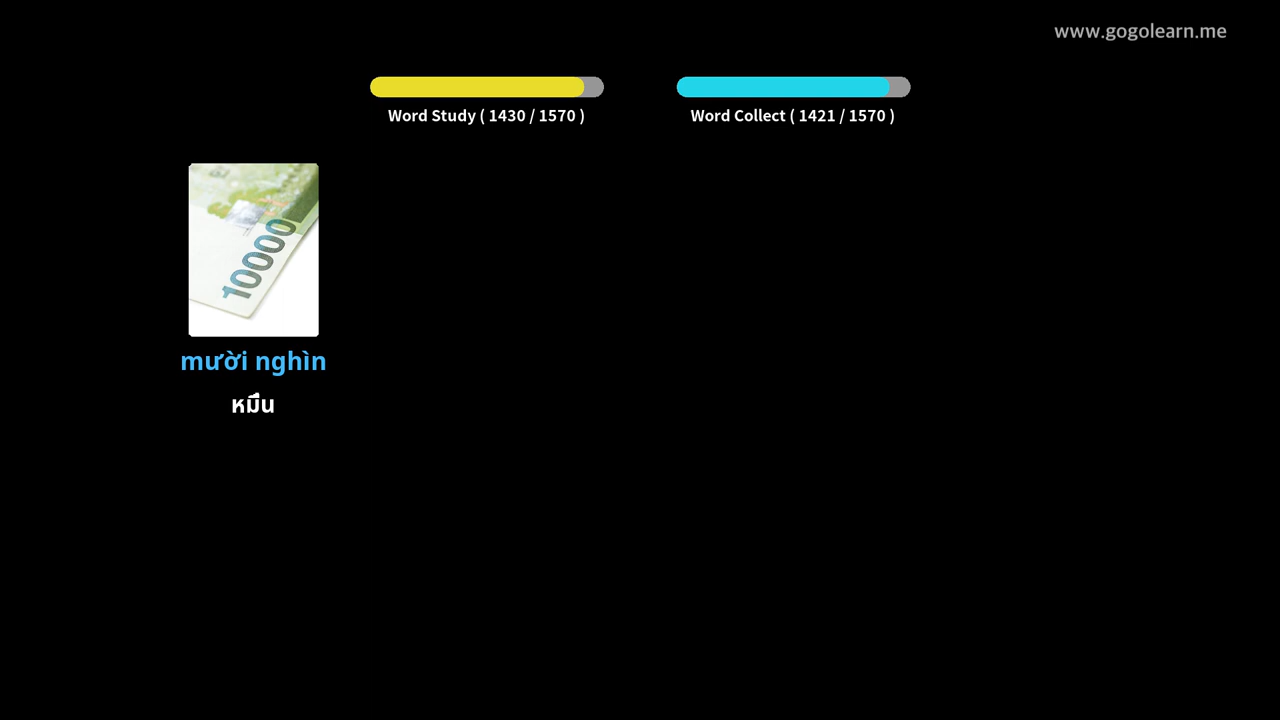 www.gogolearn.me
Word Study ( 1430 / 1570 )
Word Collect ( 1421 / 1570 )
10000
mười nghìn
หมื่น